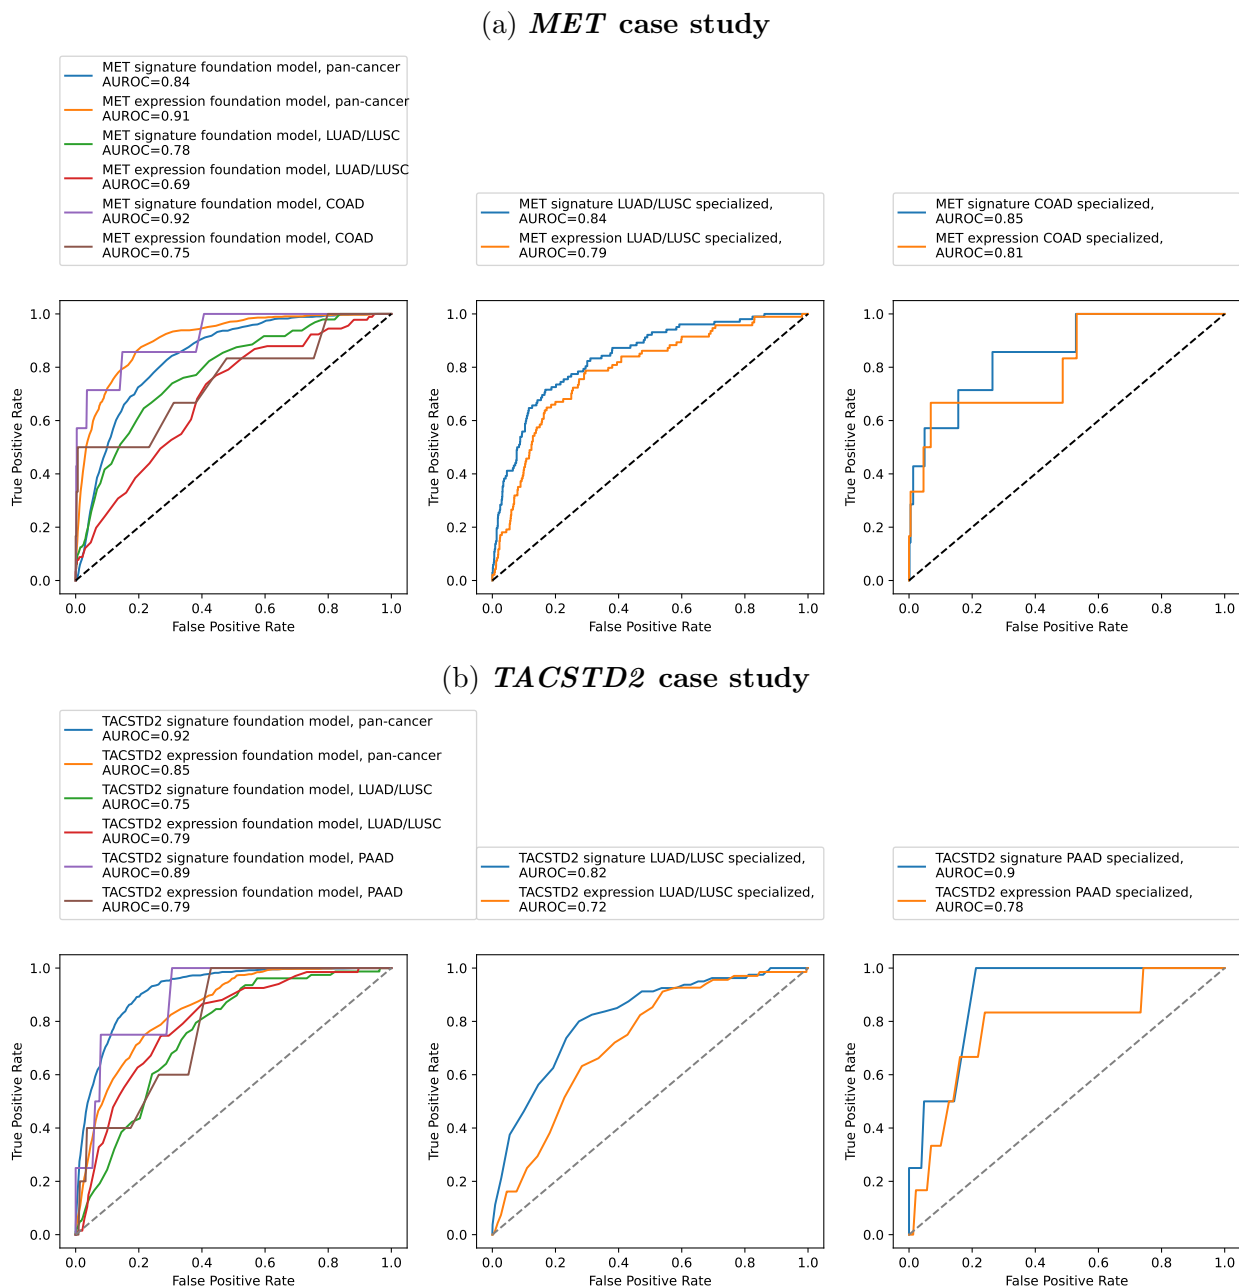 (a) MET case study
MET signature foundation model, pan-cancer
AUROC=0.84
MET expression foundation model, pan-cancer
AUROC=0.91
MET signature foundation model, LUAD/LUSC
AUROC=0.78
MET expression foundation model, LUAD/LUSC
AUROC=0.69
MET signature foundation model, COAD
AUROC=0.92
MET expression foundation model, COAD
AUROC=0.75
MET signature LUAD/LUSC specialized,
AUROC=0.84
MET expression LUAD/LUSC specialized,
AUROC=0.79
MET signature COAD specialized,
AUROC=0.85
MET expression COAD specialized,
AUROC=0.81
True Positive Rate
1.0
0.8
0.6
0.4
0.2
0.0
0.0 0.2 0.4 0.6 0.8 1.0
False Positive Rate
True Positive Rate
1.0
0.8
0.6
0.4
0.2
0.0
0.0 0.2 0.4 0.6 0.8 1.0
False Positive Rate
True Positive Rate
1.0
0.8
0.6
0.4
0.2
0.0
0.0 0.2 0.4 0.6 0.8 1.0
False Positive Rate
(b) TACSTD2 case study
TACSTD2 signature foundation model, pan-cancer
AUROC=0.92
TACSTD2 expression foundation model, pan-cancer
AUROC=0.85
TACSTD2 signature foundation model, LUAD/LUSC
AUROC=0.75
TACSTD2 expression foundation model, LUAD/LUSC
AUROC=0.79
TACSTD2 signature foundation model, PAAD
AUROC=0.89
TACSTD2 expression foundation model, PAAD
AUROC=0.79
TACSTD2 signature LUAD/LUSC specialized,
AUROC=0.82
TACSTD2 expression LUAD/LUSC specialized,
AUROC=0.72
TACSTD2 signature PAAD specialized,
AUROC=0.9
TACSTD2 expression PAAD specialized,
AUROC=0.78
True Positive Rate
1.0
0.8
0.6
0.4
0.2
0.0
0.0 0.2 0.4 0.6 0.8 1.0
False Positive Rate
True Positive Rate
1.0
0.8
0.6
0.4
0.2
0.0
0.0 0.2 0.4 0.6 0.8 1.0
False Positive Rate
True Positive Rate
1.0
0.8
0.6
0.4
0.2
0.0
0.0 0.2 0.4 0.6 0.8 1.0
False Positive Rate